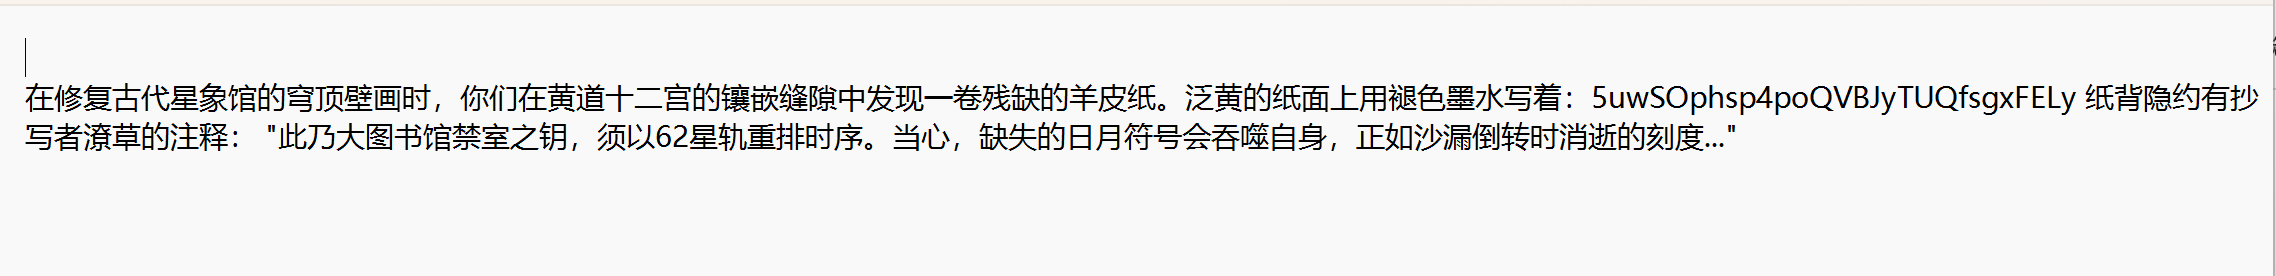 在修复古代星象馆的穹顶壁画时，你们在黄道十二宫的镶嵌缝隙中发现一卷残缺的羊皮纸。泛黄的纸面上用褪色墨水写着：5uwSOphsp4poQVBJyTUQfsgxFELy 纸背隐约有抄
写者潦草的注释： "此乃大图书馆禁室之钥，须以62星轨重排时序。当心，缺失的日月符号会吞噬自身，正如沙漏倒转时消逝的刻度..."